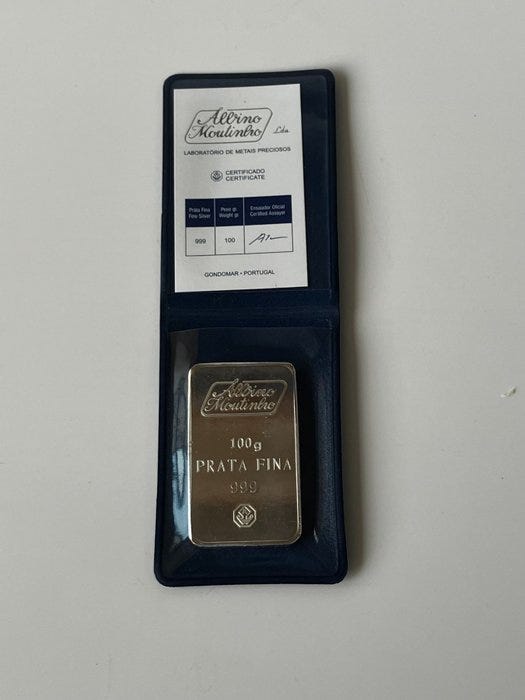 Albino
Moutinho Lda
LABORATÓRIO DE METAIS PRECIOSOS
CERTIFICADO
CERTIFICATE
Prata Fina Peso gr. Ensaiador Oficial
Fine Silver Weight gr Certified Assayer
999 100
GONDOMAR • PORTUGAL
Albino
Moutinho
100g
PRATA FINA
999